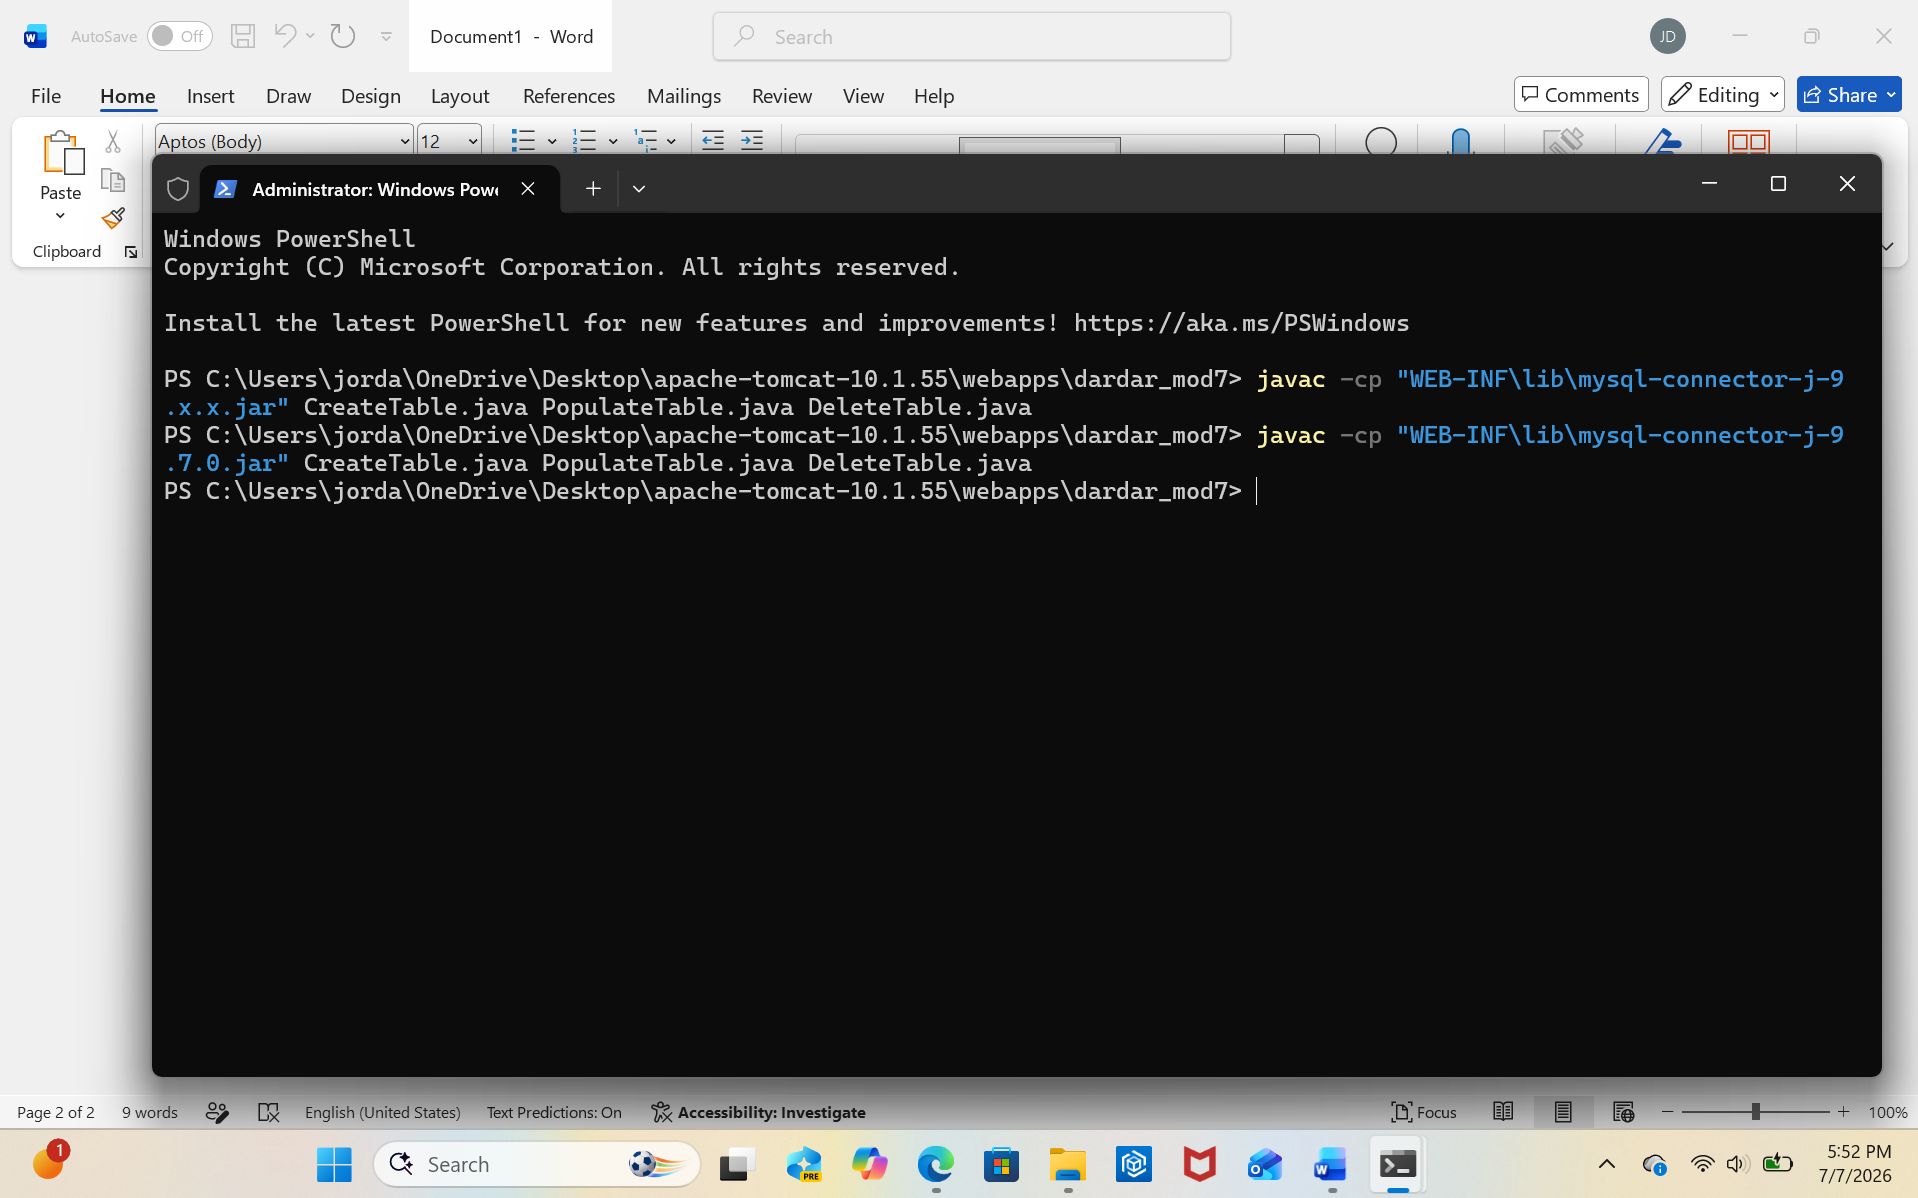 AutoSave Off Document1 - Word Search JD
File Home Insert Draw Design Layout References Mailings Review View Help Comments Editing Share
Aptos (Body) 12
Paste
Clipboard
Administrator: Windows Powe
Windows PowerShell
Copyright (C) Microsoft Corporation. All rights reserved.
Install the latest PowerShell for new features and improvements! https://aka.ms/PSWindows
PS C:\Users\jorda\OneDrive\Desktop\apache-tomcat-10.1.55\webapps\dardar_mod7> javac -cp "WEB-INF\lib\mysql-connector-j-9
.x.x.jar" CreateTable.java PopulateTable.java DeleteTable.java
PS C:\Users\jorda\OneDrive\Desktop\apache-tomcat-10.1.55\webapps\dardar_mod7> javac -cp "WEB-INF\lib\mysql-connector-j-9
.7.0.jar" CreateTable.java PopulateTable.java DeleteTable.java
PS C:\Users\jorda\OneDrive\Desktop\apache-tomcat-10.1.55\webapps\dardar_mod7>
Page 2 of 2 9 words English (United States) Text Predictions: On Accessibility: Investigate Focus 100%
1 Search PRE 5:52 PM
7/7/2026